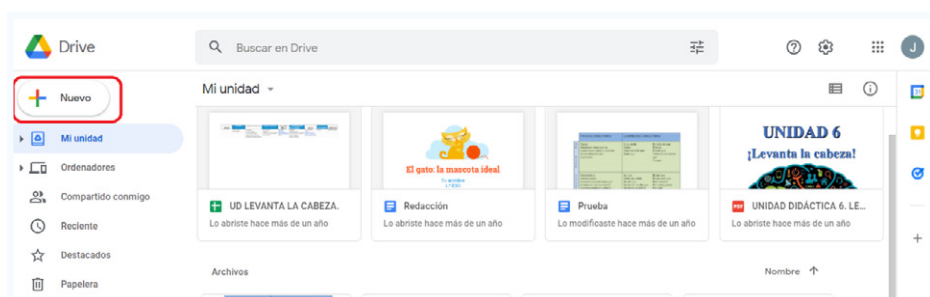 Drive
Buscar en Drive
J
Nuevo
Mi unidad
Mi unidad
Ordenadores
Compartido conmigo
Reciente
Destacados
Papelera
El gato: la mascota ideal
UNIDAD 6
¡Levanta la cabeza!
UD LEVANTA LA CABEZA.
Lo abriste hace más de un año
Redacción
Lo abriste hace más de un año
Prueba
Lo modificaste hace más de un año
PDF
UNIDAD DIDÁCTICA 6. LE...
Lo abriste hace más de un año
Archivos
Nombre